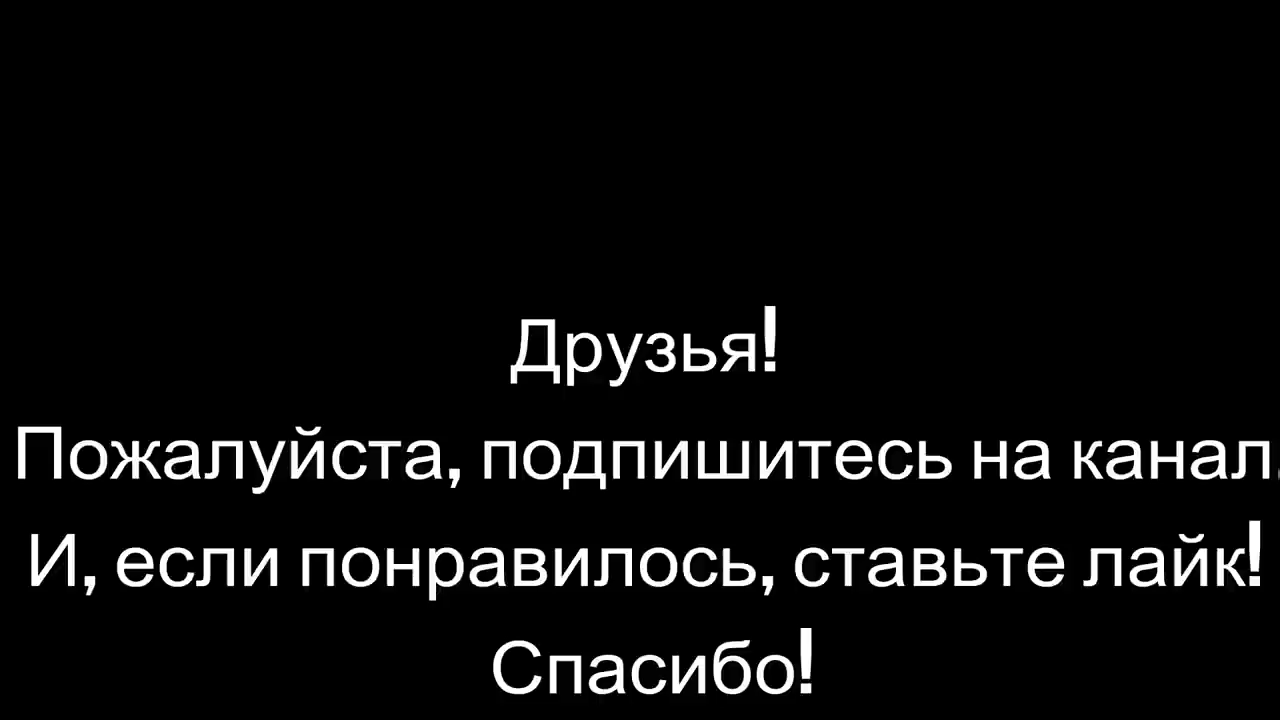 Друзья!
Пожалуйста, подпишитесь на канал.
И, если понравилось, ставьте лайк!
Спасибо!